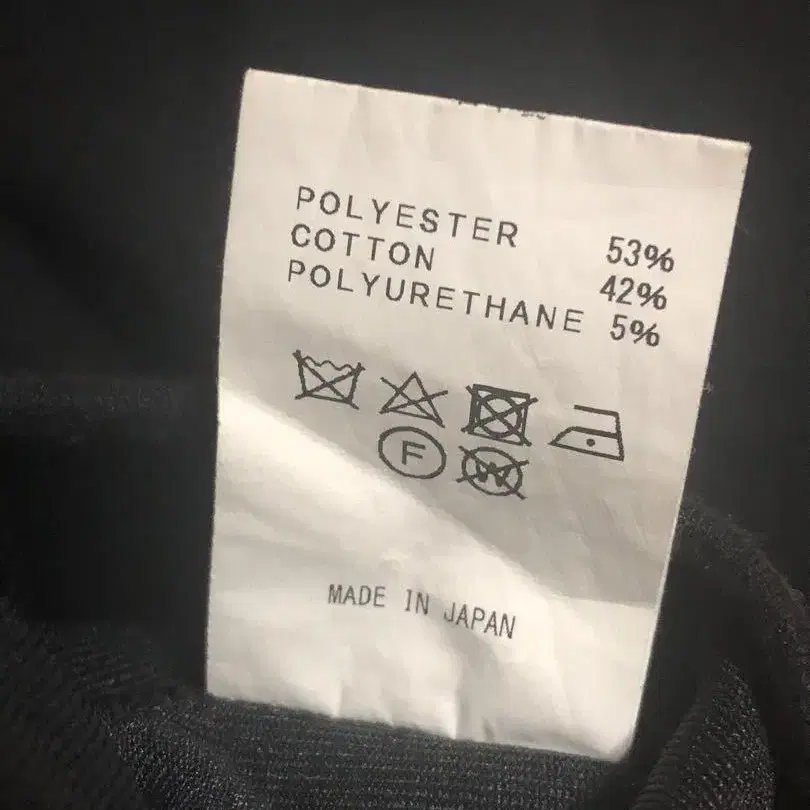 POLYESTER 53%
COTTON 42%
POLYURETHANE 5%
F W
MADE IN JAPAN